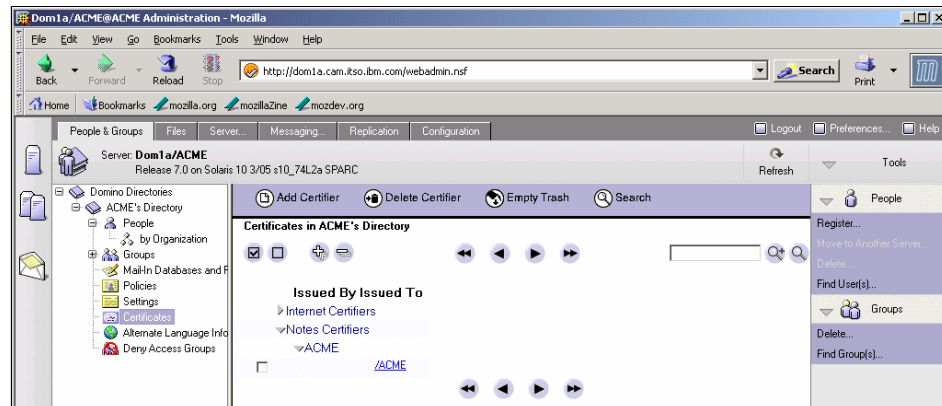 Dom1a/ACME@ACME Administration - Mozilla
File Edit View Go Bookmarks Tools Window Help
Back Forward Reload Stop http://dom1a.cam.itso.ibm.com/webadmin.nsf Search Print
Home Bookmarks mozilla.org mozillaZine mozdev.org
People & Groups Files Server... Messaging... Replication Configuration Logout Preferences... Help
Server: Dom1a/ACME
Release 7.0 on Solaris 10 3/05 s10_74L2a SPARC
Refresh Tools
Domino Directories
ACME's Directory
People
by Organization
Groups
Mail-In Databases and R
Policies
Settings
Certificates
Alternate Language Info
Deny Access Groups
Add Certifier Delete Certifier Empty Trash Search
Certificates in ACME's Directory
Issued By Issued To
Internet Certifiers
Notes Certifiers
ACME
/ACME
People
Register...
Move to Another Server...
Delete...
Find User(s)...
Groups
Delete...
Find Group(s)...